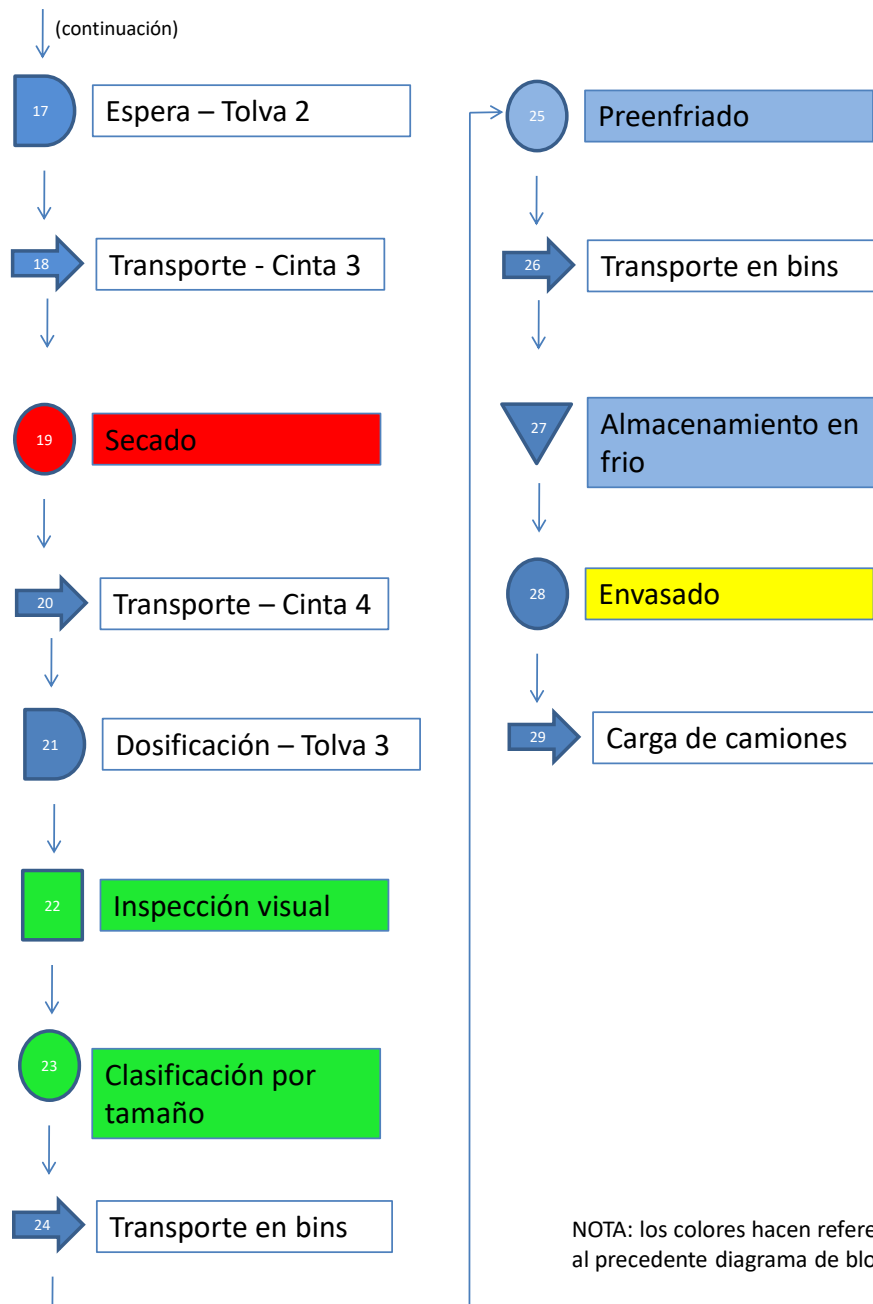 (continuación)
17
Espera – Tolva 2
18
Transporte - Cinta 3
19
Secado
20
Transporte – Cinta 4
21
Dosificación – Tolva 3
22
Inspección visual
23
Clasificación por
tamaño
24
Transporte en bins
25
Preenfriado
26
Transporte en bins
27
Almacenamiento en
frio
28
Envasado
29
Carga de camiones
NOTA: los colores hacen
al precedente diagrama de